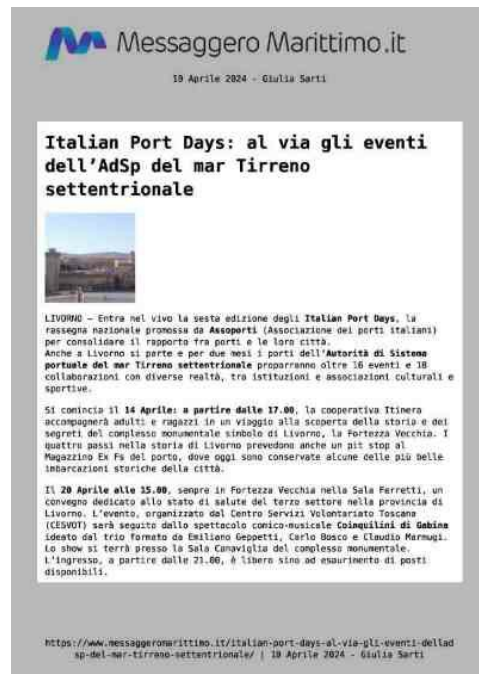 Messaggero Marittimo.it
19 Aprile 2024 - Giulia Sarti
Italian Port Days: al via gli eventi
dell’AdSp del mar Tirreno
settentrionale
LIVORNO – Entra nel vivo la sesta edizione degli Italian Port Days, la
rassegna nazionale promossa da Assoporti (Associazione dei porti italiani)
per consolidare il rapporto fra porti e le loro città.
Anche a Livorno si parte e per due mesi i porti dell’Autorità di Sistema
portuale del mar Tirreno settentrionale proporranno oltre 16 eventi e 18
collaborazioni con diverse realtà, tra istituzioni e associazioni culturali e
sportive.
Si comincia il 14 Aprile: a partire dalle 17.00, la cooperativa Itinera
accompagnerà adulti e ragazzi in un viaggio alla scoperta della storia e dei
segreti del complesso monumentale simbolo di Livorno, la Fortezza Vecchia. I
quattro passi nella storia di Livorno prevedono anche un pit stop al
Magazzino Ex Fs del porto, dove oggi sono conservate alcune delle più belle
imbarcazioni storiche della città.
Il 20 Aprile alle 15.00, sempre in Fortezza Vecchia nella Sala Ferretti, un
convegno dedicato allo stato di salute del terzo settore nella provincia di
Livorno. L’evento, organizzato dal Centro Servizi Volontariato Toscana
(CESVOT) sarà seguito dallo spettacolo comico-musicale Coinquilini di Gabina
ideato dal trio formato da Emiliano Geppetti, Carlo Bosco e Claudio Marmugi.
Lo show si terrà presso la Sala Canaviglia del complesso monumentale.
L’ingresso, a partire dalle 21.00, è libero sino ad esaurimento di posti
disponibili.
https://www.messaggeromarittimo.it/italian-port-days-al-via-gli-eventi-dellad
sp-del-mar-tirreno-settentrionale/ | 19 Aprile 2024 - Giulia Sarti